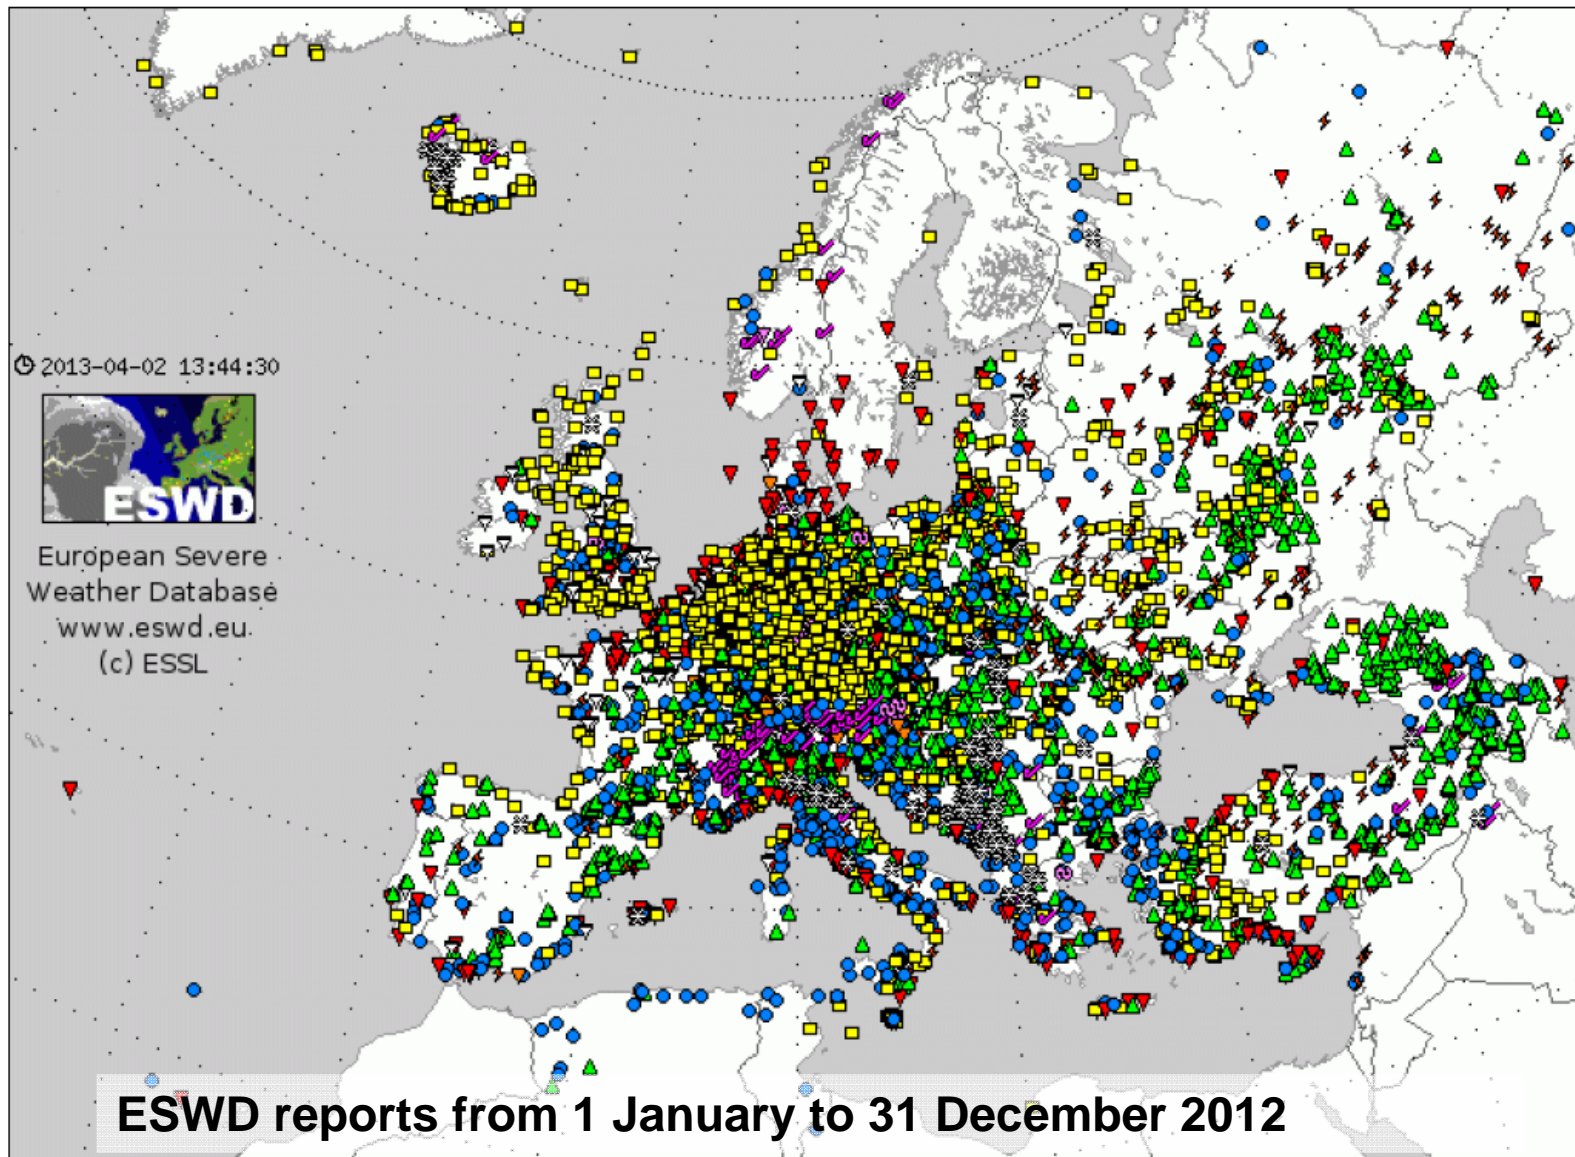 2013-04-02 13:44:30
ESWD
European Severe
Weather Database
www.eswd.eu
(c) ESSL
ESWD reports from 1 January to 31 December 2012